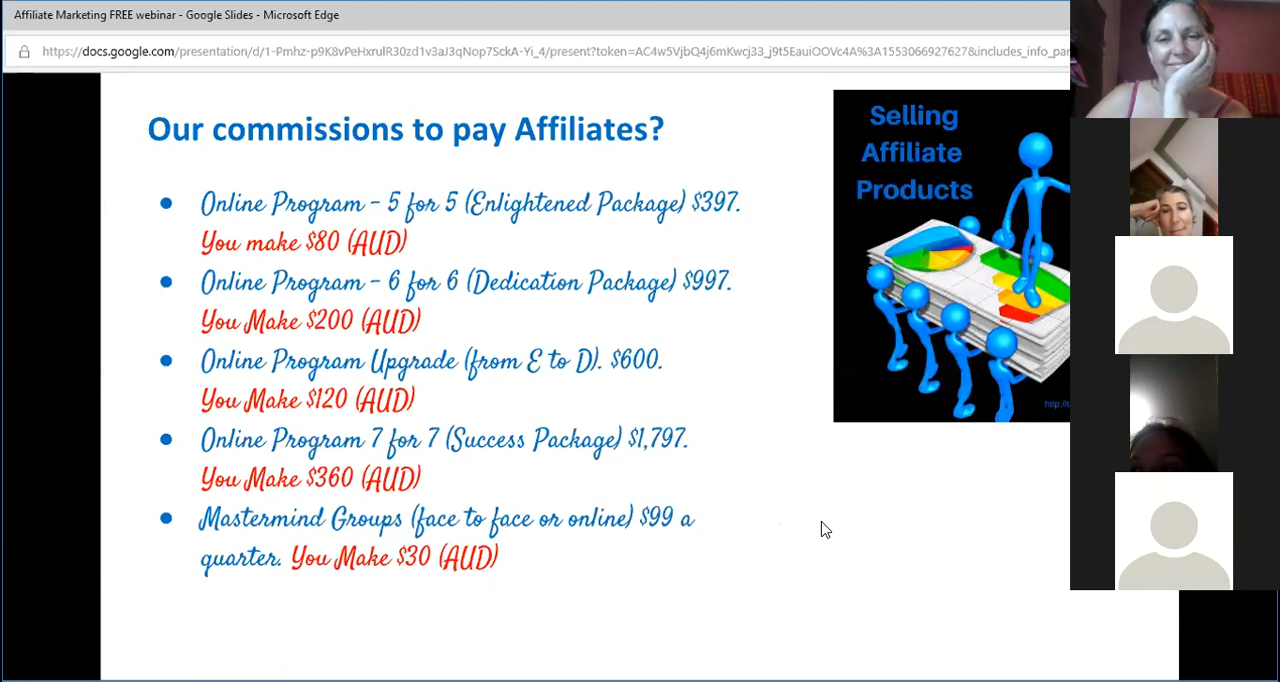 Affiliate Marketing FREE webinar - Google Slides - Microsoft Edge
Our commissions to pay Affiliates?
Online Program - 5 for 5 (Enlightened Package) $397.
You make $80 (AUD)
Online Program - 6 for 6 (Dedication Package) $997.
You Make $200 (AUD)
Online Program Upgrade (from E to D). $600.
You Make $120 (AUD)
Online Program 7 for 7 (Success Package) $1,797.
You Make $360 (AUD)
Mastermind Groups (face to face or online) $99 a
quarter. You Make $30 (AUD)
Selling
Affiliate
Products